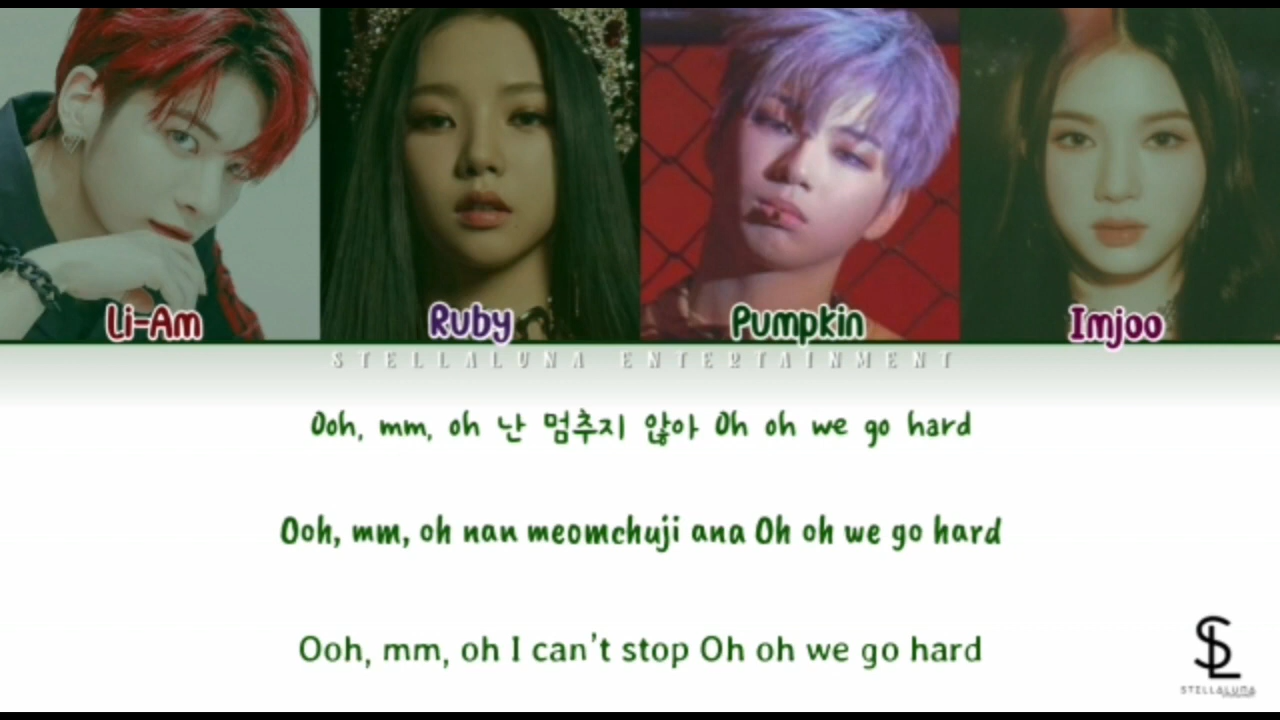 Li-Am
Ruby
Pumpkin
Imjoo
STELLALUNA ENTERTAINMENT
Ooh, mm, oh 난 멈추지 않아 Oh oh we go hard
Ooh, mm, oh nan meomchuji ana Oh oh we go hard
Ooh, mm, oh I can't stop Oh oh we go hard
SL
STELLALUNA